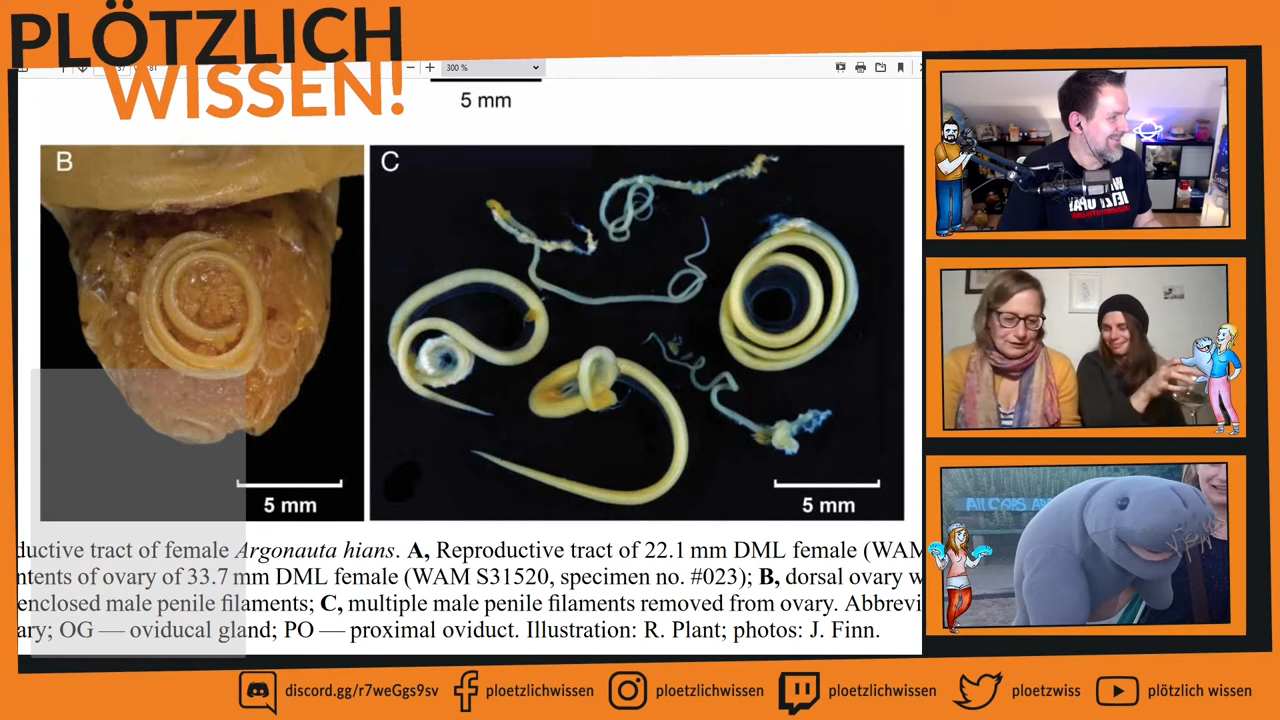 PLÖTZLICH
WISSEN!
300 %
5 mm
B
C
5 mm
5 mm
ductive tract of female Argonauta hians. A, Reproductive tract of 22.1 mm DML female (WAM
ntents of ovary of 33.7 mm DML female (WAM S31520, specimen no. #023); B, dorsal ovary w
enclosed male penile filaments; C, multiple male penile filaments removed from ovary. Abbrevi
ary; OG — oviducal gland; PO — proximal oviduct. Illustration: R. Plant; photos: J. Finn.
All COPS ARE
discord.gg/r7weGgs9sv
ploetzlichwissen
ploetzlichwissen
ploetzlichwissen
ploetzwiss
plötzlich wissen